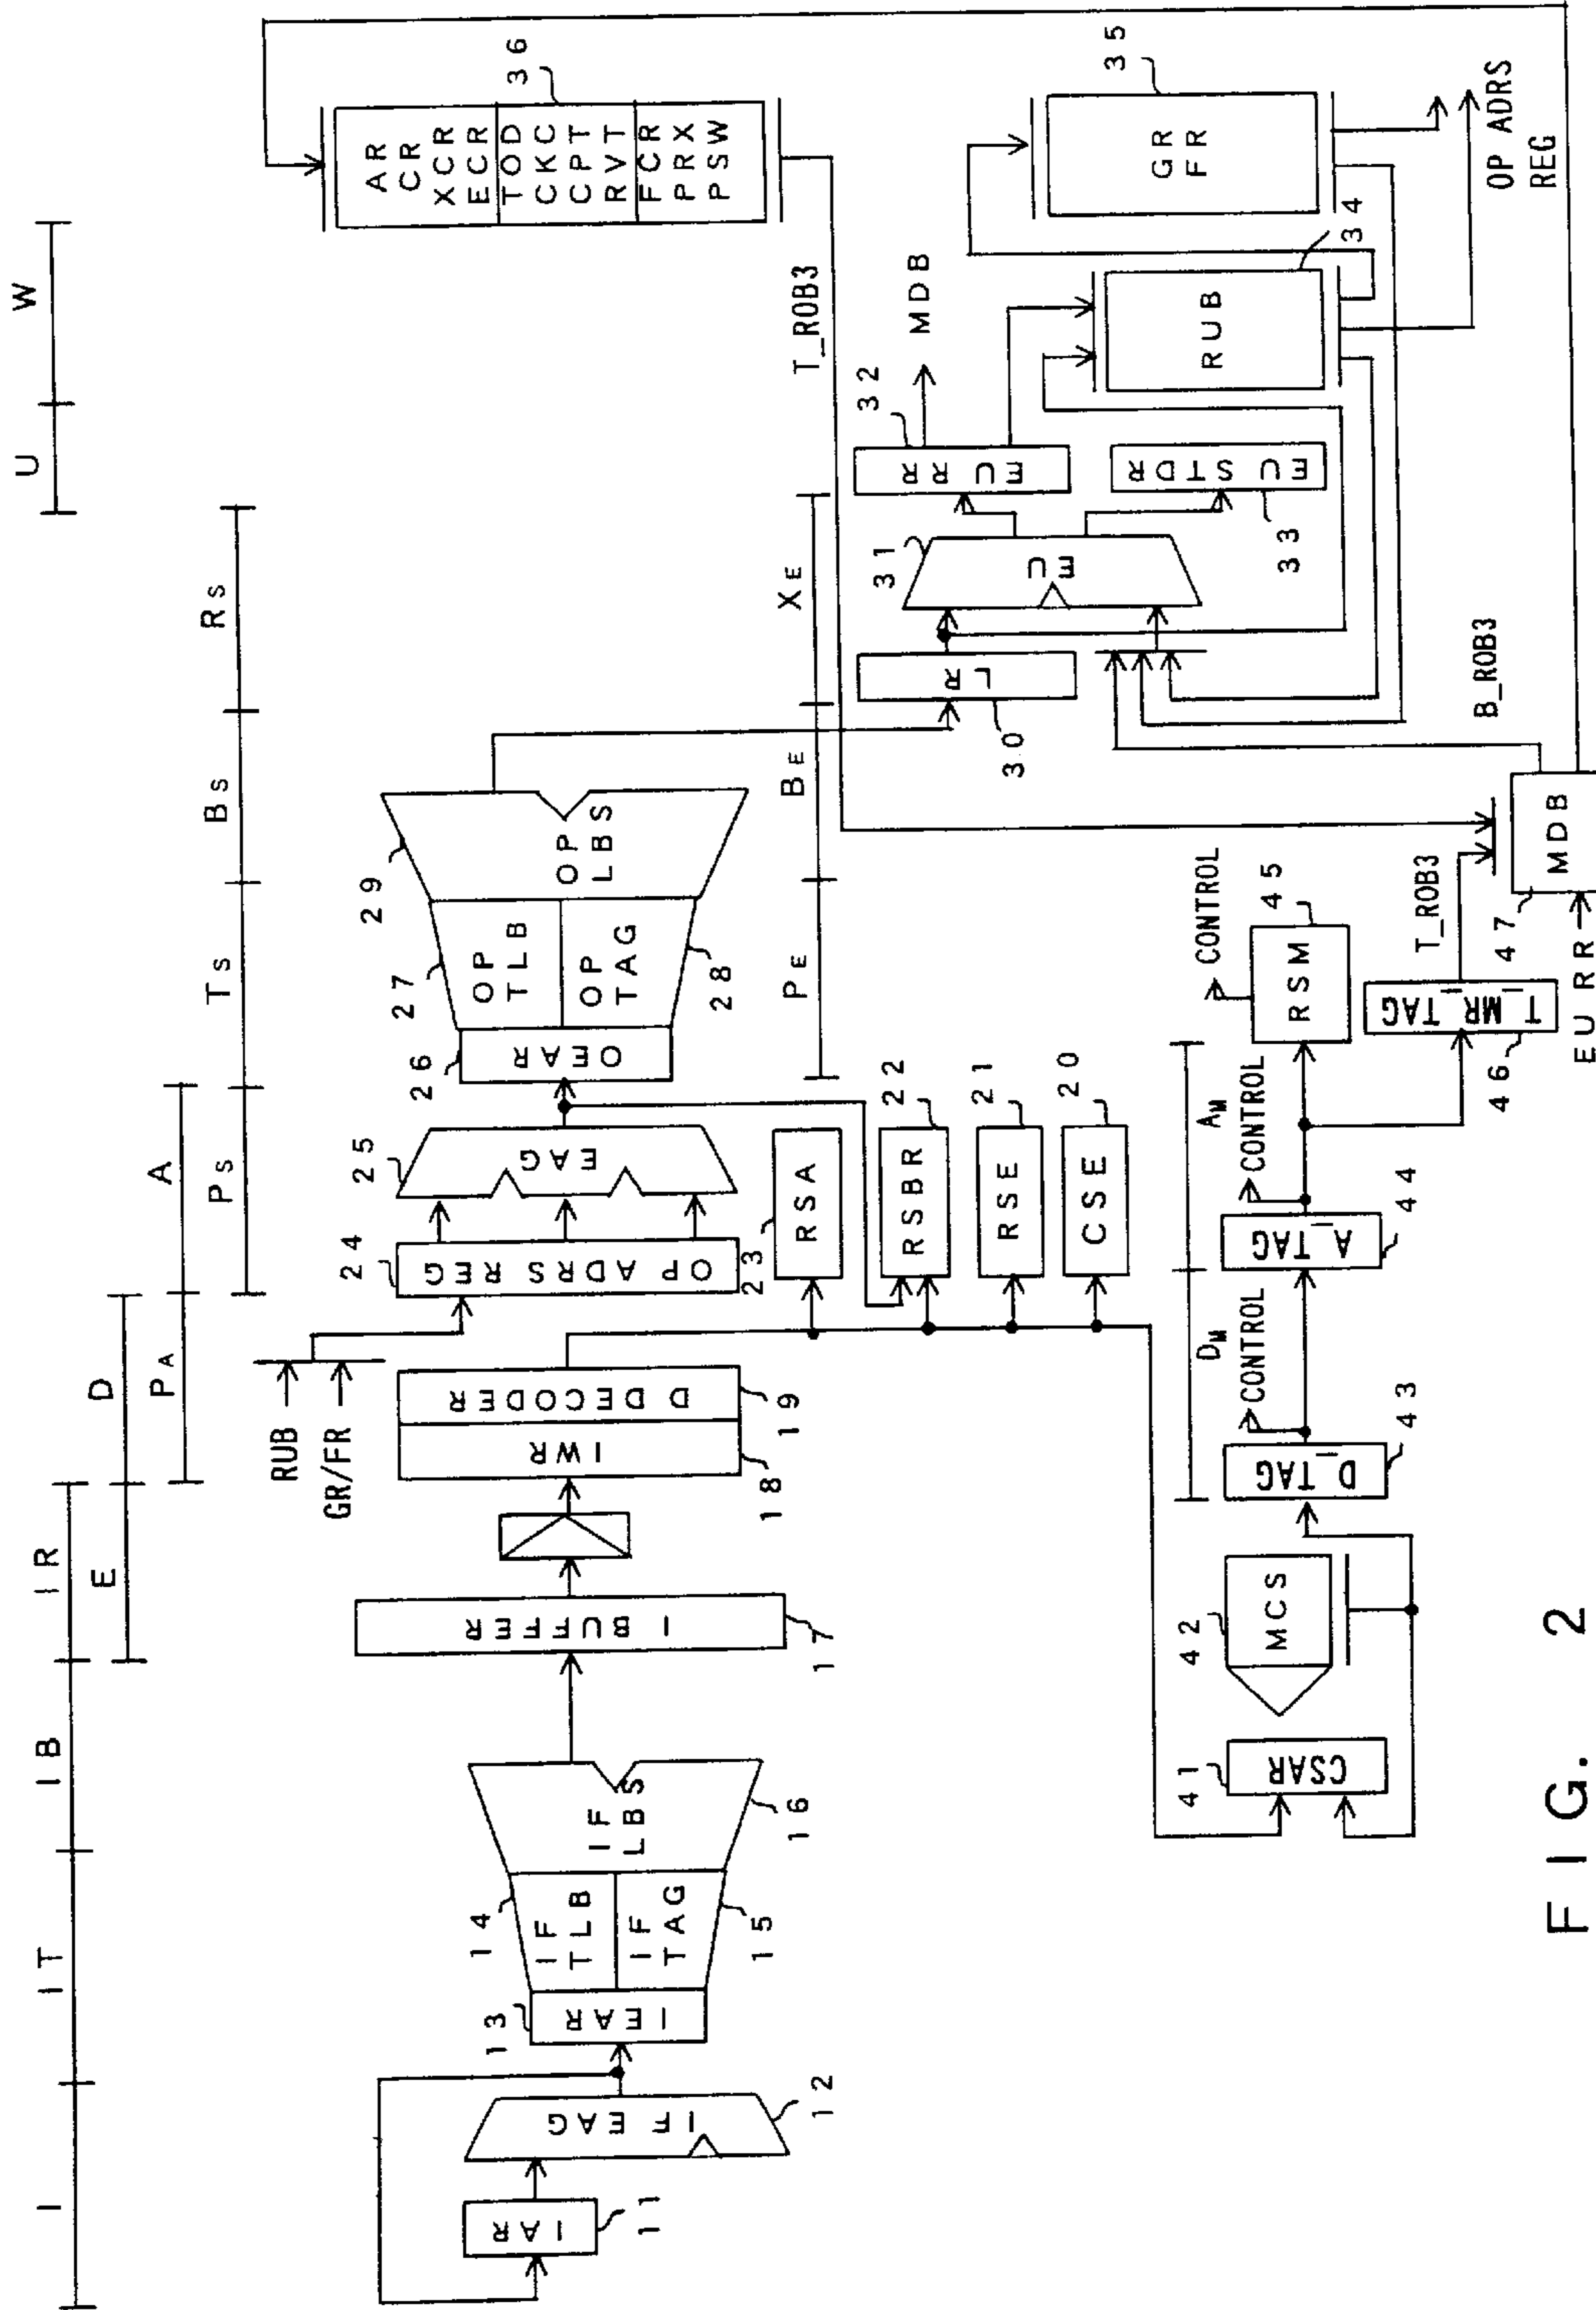 I
IT
IB
IR
E
D
PA
A
PS
TS
BS
RS
U
W
IAR
11
IF EAG
12
IEAR
13
IF
TLB
14
IF
TAG
15
IF
LBS
16
I BUFFER
17
IWR
18
D DECODER
19
RUB
GR/FR
OP ADRS REG
24
EAG
25
OEAR
26
OP
TLB
27
OP
TAG
28
OP
LBS
29
RSA
23
RSBR
22
RSE
21
CSE
20
PE
BE
XE
LR
30
EU
31
EU RR
32
EU STDR
33
MDB
RUB
34
GR
FR
35
OP ADRS
REG
AR
CR
XCR
ECR
TOD
CKC
CPT
RVT
FCR
PRX
PSW
36
T_ROB3
B_ROB3
CSAR
41
MCS
42
D_TAG
43
CONTROL
DM
A_TAG
44
CONTROL
AM
RSM
45
CONTROL
T_MR_TAG
46
T_ROB3
MDB
47
EU RR
FIG. 2